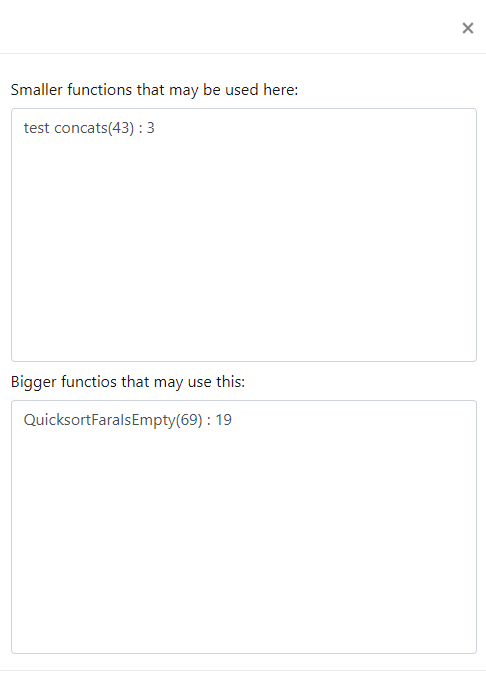 ×
Smaller functions that may be used here:
test concats(43) : 3
Bigger functios that may use this:
QuicksortFaraIsEmpty(69) : 19